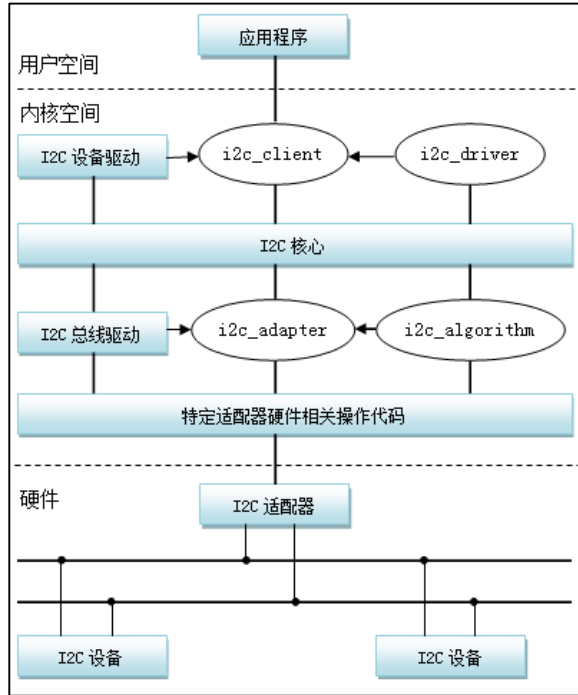 应用程序
用户空间
内核空间
I2C 设备驱动
i2c_client
i2c_driver
I2C 核心
I2C 总线驱动
i2c_adapter
i2c_algorithm
特定适配器硬件相关操作代码
硬件
I2C 适配器
I2C 设备
I2C 设备